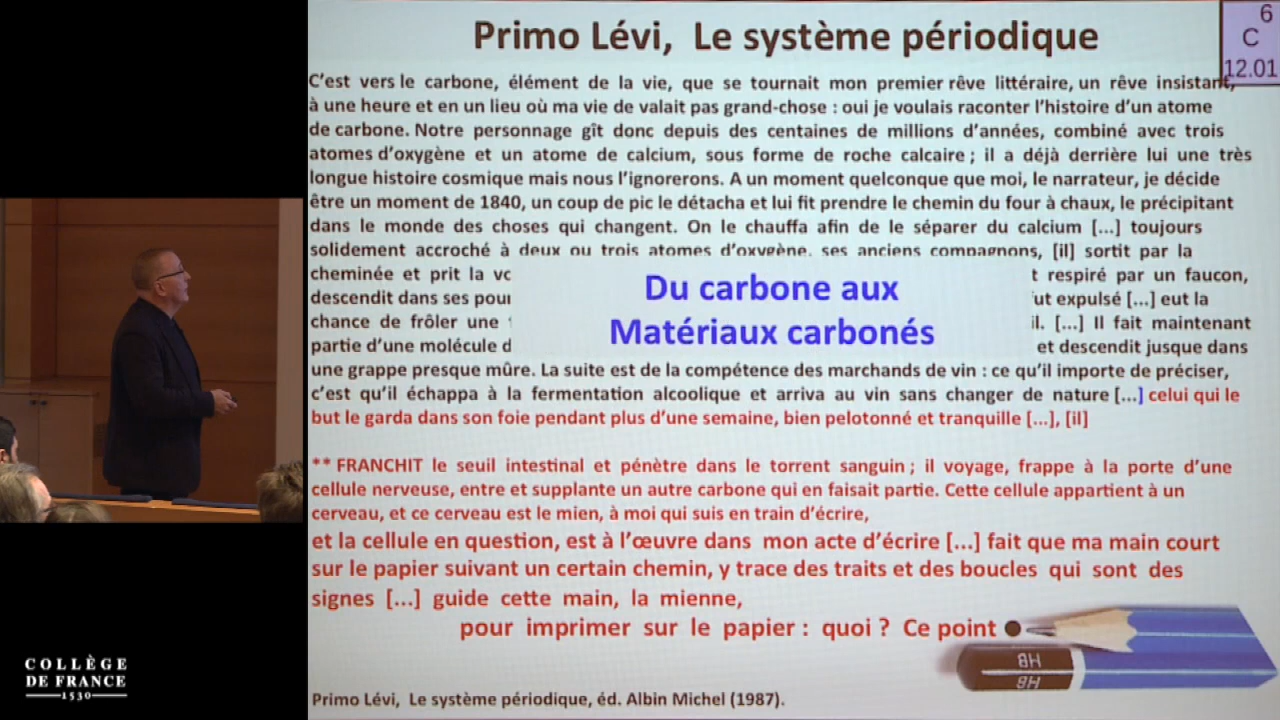 Primo Lévi, Le système périodique
6
C
12.01
C'est vers le carbone, élément de la vie, que se tournait mon premier rêve littéraire, un rêve insistant,
à une heure et en un lieu où ma vie de valait pas grand-chose : oui je voulais raconter l'histoire d'un atome
de carbone. Notre personnage gît donc depuis des centaines de millions d'années, combiné avec trois
atomes d'oxygène et un atome de calcium, sous forme de roche calcaire ; il a déjà derrière lui une très
longue histoire cosmique mais nous l'ignorerons. A un moment quelconque que moi, le narrateur, je décide
être un moment de 1840, un coup de pic le détacha et lui fit prendre le chemin du four à chaux, le précipitant
dans le monde des choses qui changent. On le chauffa afin de le séparer du calcium [...] toujours
solidement accroché à deux ou trois atomes d'oxygène, ses anciens compagnons, [il] sortit par la
cheminée et prit la t respiré par un faucon,
descendit dans ses fut expulsé [...] eut la
chance de frôler une il. [...] Il fait maintenant
partie d'une molécule et descendit jusque dans
Du carbone aux
Matériaux carbonés
une grappe presque mûre. La suite est de la compétence des marchands de vin : ce qu'il importe de préciser,
c'est qu'il échappa à la fermentation alcoolique et arriva au vin sans changer de nature [...] celui qui le
but le garda dans son foie pendant plus d'une semaine, bien pelotonné et tranquille [...], [il]
** FRANCHIT le seuil intestinal et pénètre dans le torrent sanguin ; il voyage, frappe à la porte d'une
cellule nerveuse, entre et supplante un autre carbone qui en faisait partie. Cette cellule appartient à un
cerveau, et ce cerveau est le mien, à moi qui suis en train d'écrire,
et la cellule en question, est à l'œuvre dans mon acte d'écrire [...] fait que ma main court
sur le papier suivant un certain chemin, y trace des traits et des boucles qui sont des
signes [...] guide cette main, la mienne,
pour imprimer sur le papier : quoi ? Ce point
HB
HB
Primo Lévi, Le système périodique, éd. Albin Michel (1987).
COLLÈGE
DE FRANCE
1530